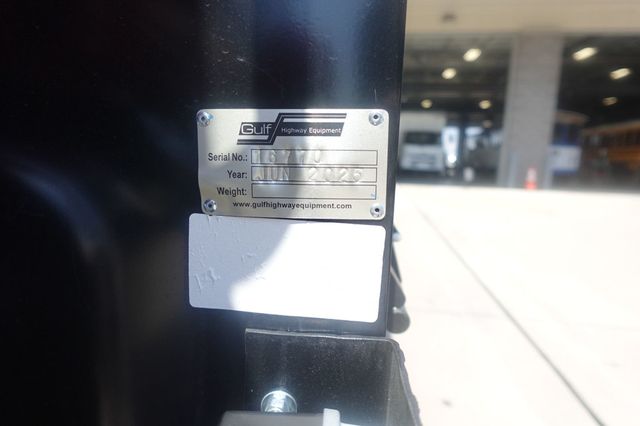 Gulf Highway Equipment
Serial No.: 16770
Year: JUN 2025
Weight:
www.gulfhighwayequipment.com